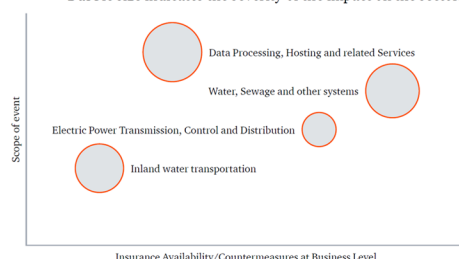 Data Processing, Hosting and related Services
Water, Sewage and other systems
Electric Power Transmission, Control and Distribution
Inland water transportation
Scope of event
Insurance Availability/Countermeasures at Business Level